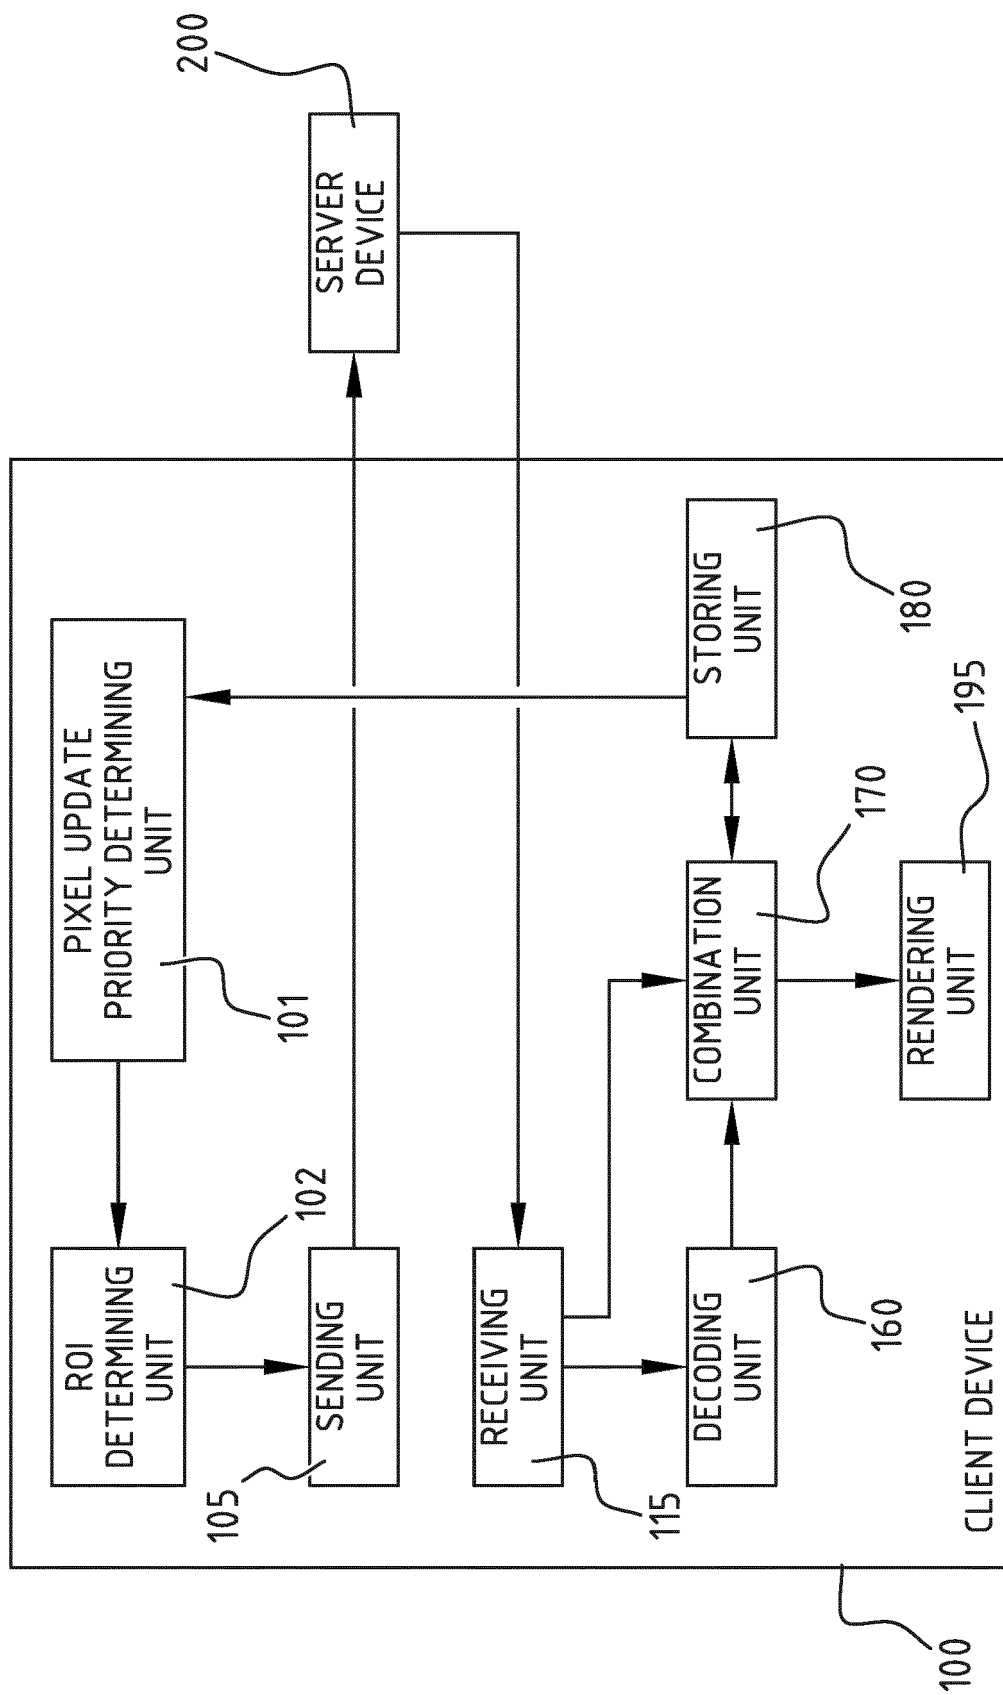 ROI
DETERMINING
UNIT
102
PIXEL UPDATE
PRIORITY DETERMINING
UNIT
101
105
SENDING
UNIT
SERVER
DEVICE
200
RECEIVING
UNIT
115
DECODING
UNIT
160
COMBINATION
UNIT
170
STORING
UNIT
180
RENDERING
UNIT
195
CLIENT DEVICE
100